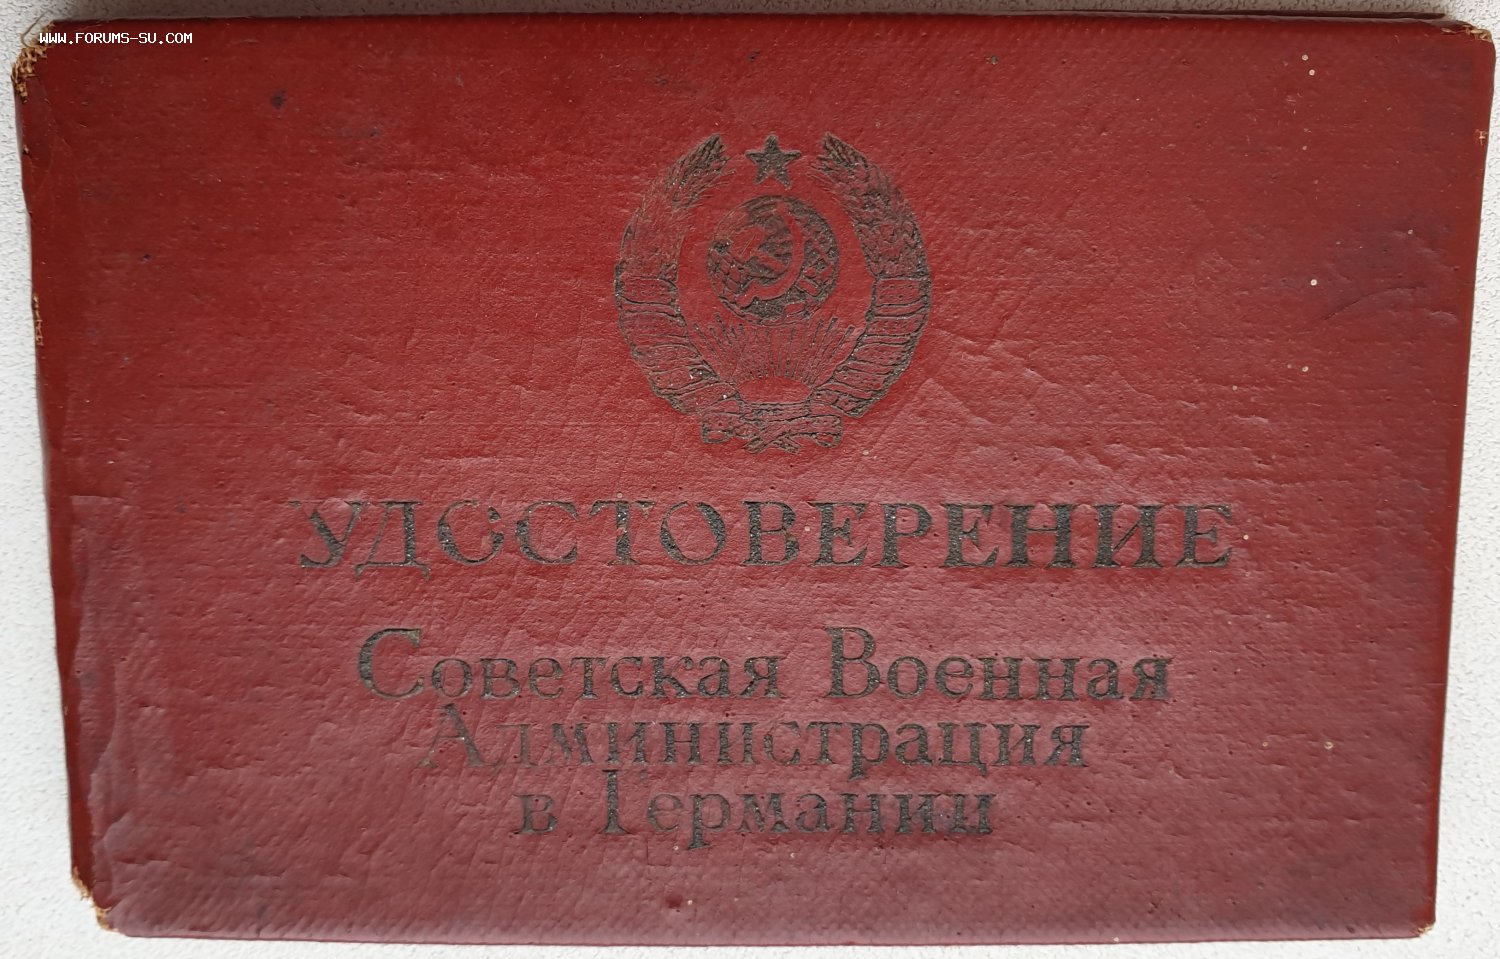 WWW.FORUMS-SU.COM
УДОСТОВЕРЕНИЕ
Советская Военная
Администрация
в Германии